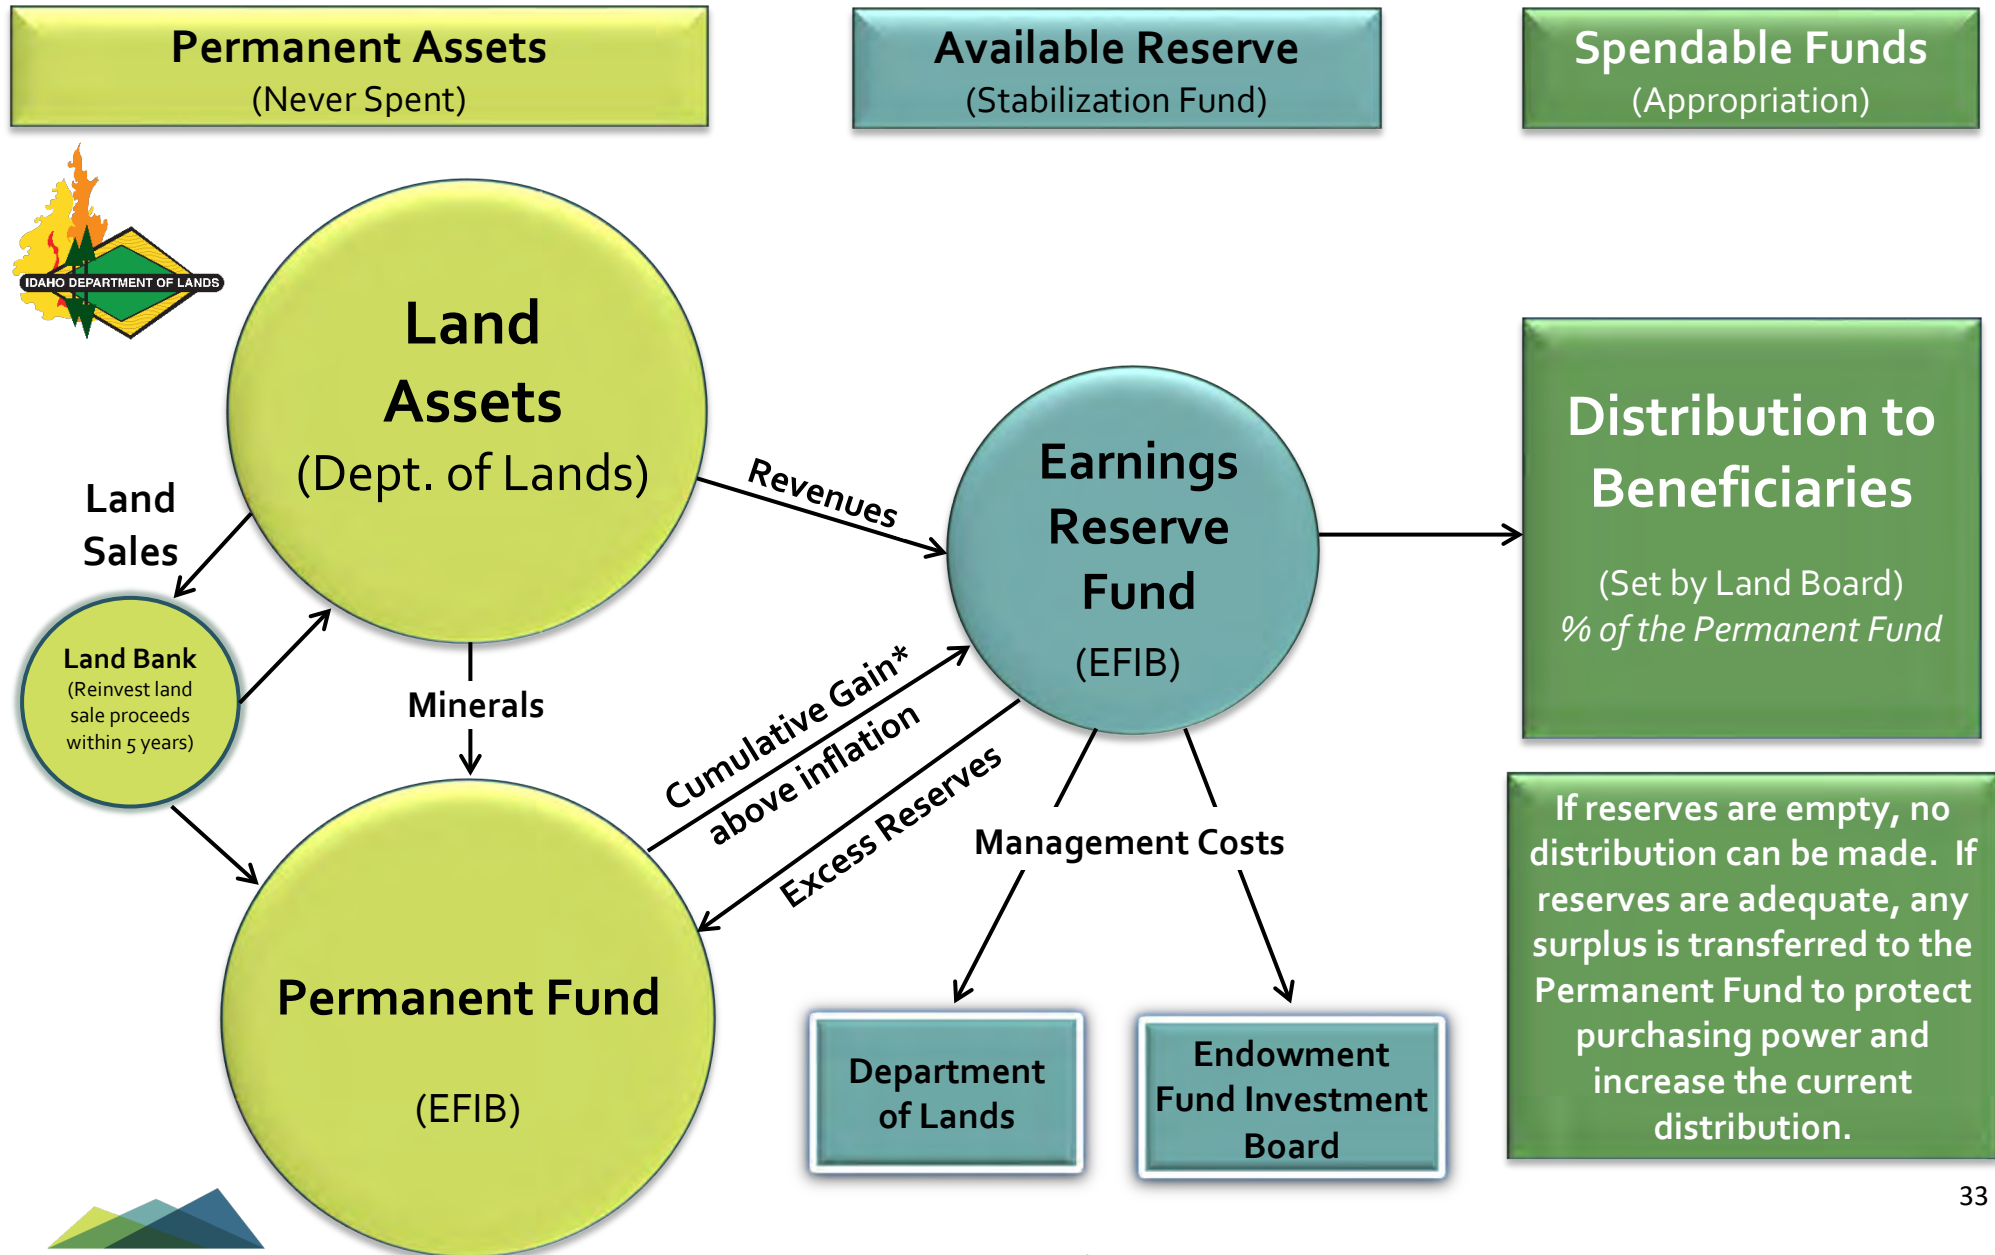 Permanent Assets
(Never Spent)
Available Reserve
(Stabilization Fund)
Spendable Funds
(Appropriation)
IDAHO DEPARTMENT OF LANDS
Land
Assets
(Dept. of Lands)
Land
Sales
Land Bank
(Reinvest land
sale proceeds
within 5 years)
Minerals
Revenues
Earnings
Reserve
Fund
(EFIB)
Cumulative Gain*
above inflation
Excess Reserves
Permanent Fund
(EFIB)
Management Costs
Department
of Lands
Endowment
Fund Investment
Board
Distribution to
Beneficiaries
(Set by Land Board)
% of the Permanent Fund
If reserves are empty, no
distribution can be made. If
reserves are adequate, any
surplus is transferred to the
Permanent Fund to protect
purchasing power and
increase the current
distribution.
33